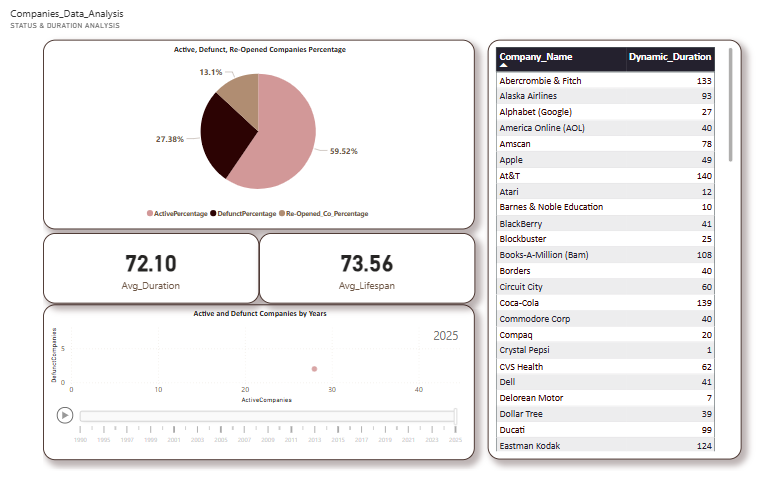 Companies_Data_Analysis
STATUS & DURATION ANALYSIS
Active, Defunct, Re-Opened Companies Percentage
13.1%
27.38%
59.52%
ActivePercentage DefunctPercentage Re-Opened_Co_Percentage
72.10
Avg_Duration
73.56
Avg_Lifespan
Active and Defunct Companies by Years
2025
DefunctCompanies
5
0
0 10 20 30 40
ActiveCompanies
1990 1995 1997 1999 2001 2003 2005 2007 2009 2011 2013 2015 2017 2019 2021 2023 2025
Company_Name Dynamic_Duration
Abercrombie & Fitch 133
Alaska Airlines 93
Alphabet (Google) 27
America Online (AOL) 40
Amscan 78
Apple 49
At&T 140
Atari 12
Barnes & Noble Education 10
BlackBerry 41
Blockbuster 25
Books-A-Million (Bam) 108
Borders 40
Circuit City 60
Coca-Cola 139
Commodore Corp 40
Compaq 20
Crystal Pepsi 1
CVS Health 62
Dell 41
Delorean Motor 7
Dollar Tree 39
Ducati 99
Eastman Kodak 124